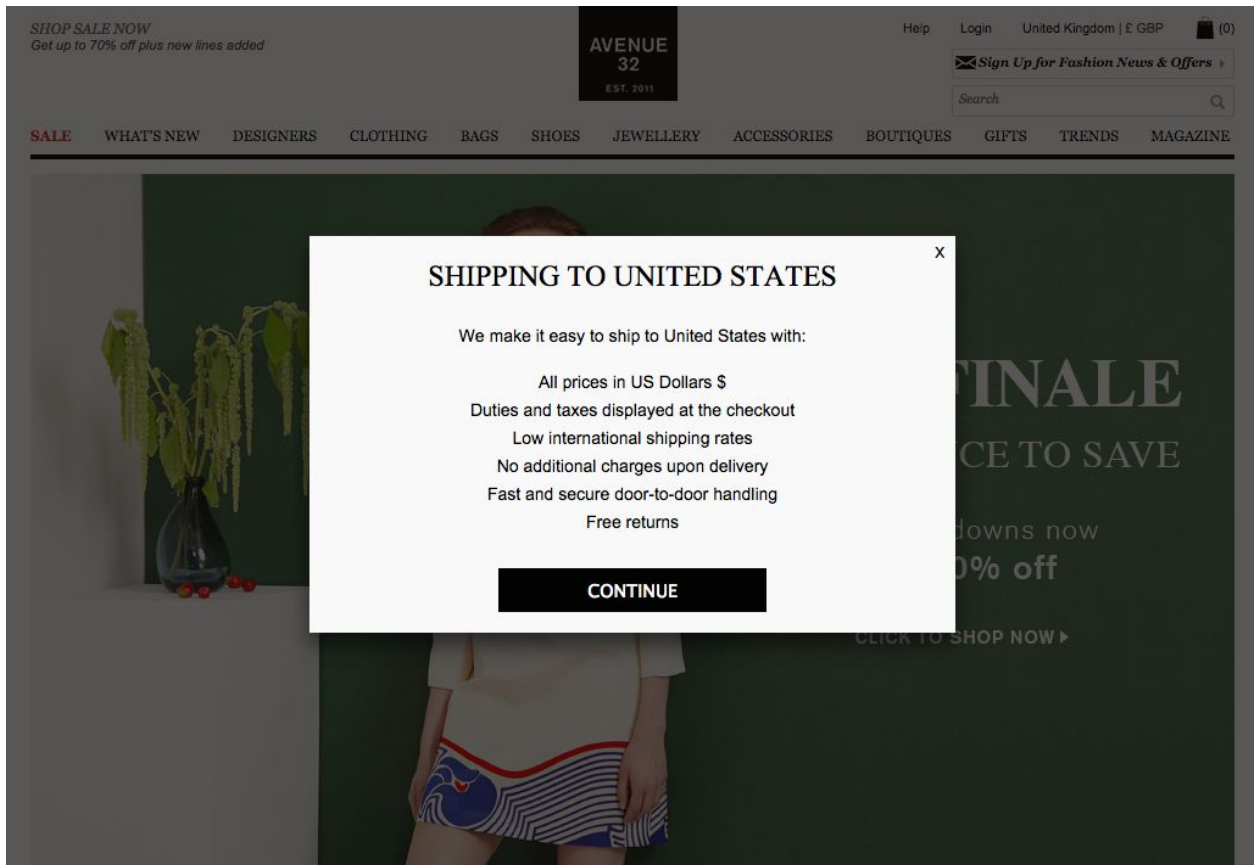 SHOP SALE NOW
Get up to 70% off plus new lines added
AVENUE
32
EST. 2011
Help Login United Kingdom | £ GBP (0)
Sign Up for Fashion News & Offers
Search
SALE WHAT'S NEW DESIGNERS CLOTHING BAGS SHOES JEWELLERY ACCESSORIES BOUTIQUES GIFTS TRENDS MAGAZINE
X
SHIPPING TO UNITED STATES
We make it easy to ship to United States with:
All prices in US Dollars $
Duties and taxes displayed at the checkout
Low international shipping rates
No additional charges upon delivery
Fast and secure door-to-door handling
Free returns
CONTINUE
FINALE
TO SAVE
now
off
CLICK TO SHOP NOW